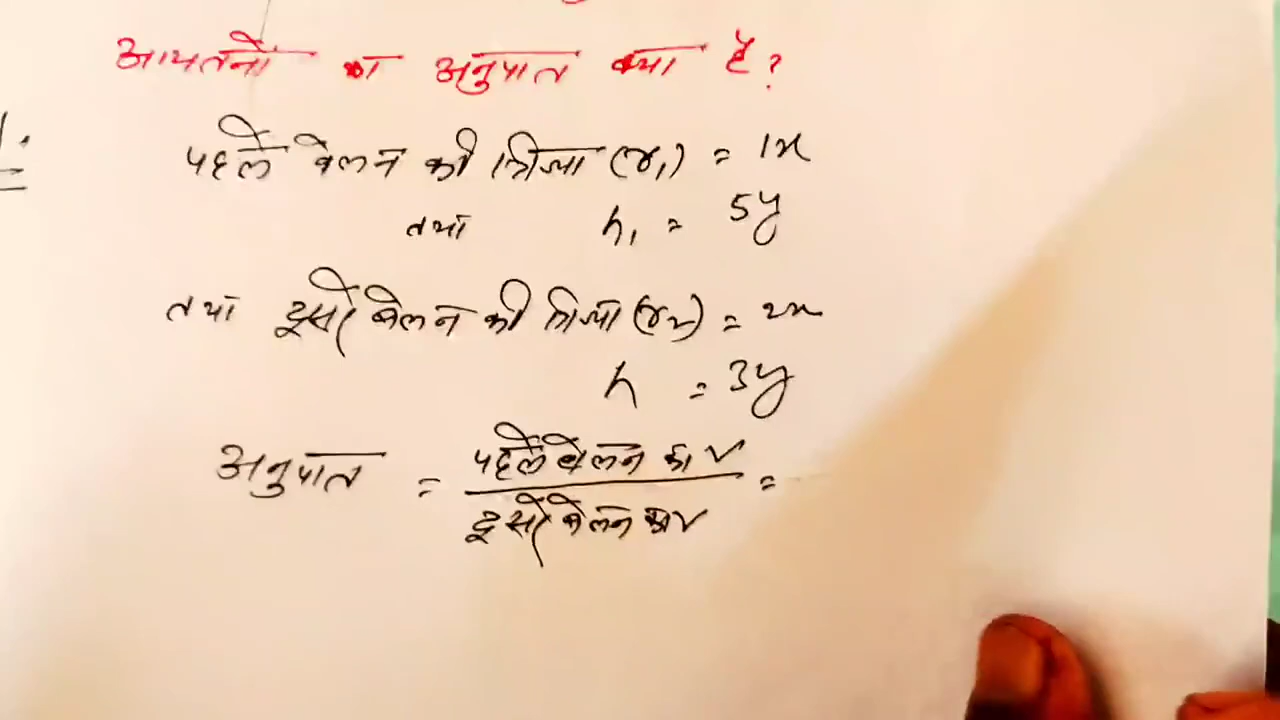 आयतनों का अनुपात क्या है?
पहले बेलन की त्रिज्या (r₁) = 1x
तथा h₁ = 5y
तथा दूसरे बेलन की त्रिज्या (r₂) = 2x
h = 3y
अनुपात = पहले बेलन का V / दूसरे बेलन का V =